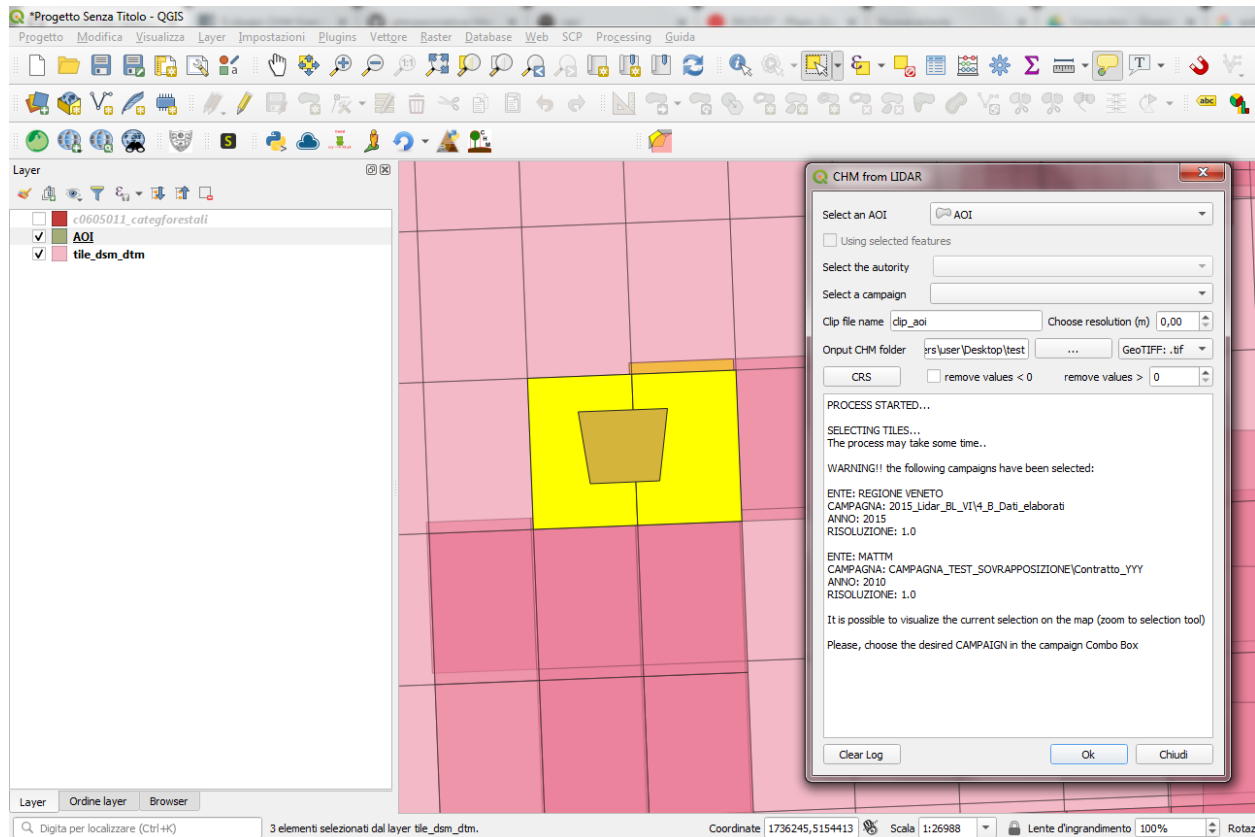 *Progetto Senza Titolo - QGIS
Progetto Modifica Visualizza Layer Impostazioni Plugins Vettore Raster Database Web SCP Processing Guida
abc
S
CHM
Layer
c0605011_categforestali
AOI
tile_dsm_dtm
CHM from LIDAR
Select an AOI AOI
Using selected features
Select the autority
Select a campaign
Clip file name clip_aoi Choose resolution (m) 0,00
Onput CHM folder ers\user\Desktop\test ... GeoTIFF: .tif
CRS remove values < 0 remove values > 0
PROCESS STARTED...
SELECTING TILES...
The process may take some time..
WARNING!! the following campaigns have been selected:
ENTE: REGIONE VENETO
CAMPAGNA: 2015_Lidar_BL_VI\4_B_Dati_elaborati
ANNO: 2015
RISOLUZIONE: 1.0
ENTE: MATTM
CAMPAGNA: CAMPAGNA_TEST_SOVRAPPOSIZIONE\Contratto_YYY
ANNO: 2010
RISOLUZIONE: 1.0
It is possible to visualize the current selection on the map (zoom to selection tool)
Please, choose the desired CAMPAIGN in the campaign Combo Box
Clear Log Ok Chiudi
Layer Ordine layer Browser
Digita per localizzare (Ctrl+K) 3 elementi selezionati dal layer tile_dsm_dtm. Coordinate 1736245,5154413 Scala 1:26988 Lente d'ingrandimento 100% Rotaz